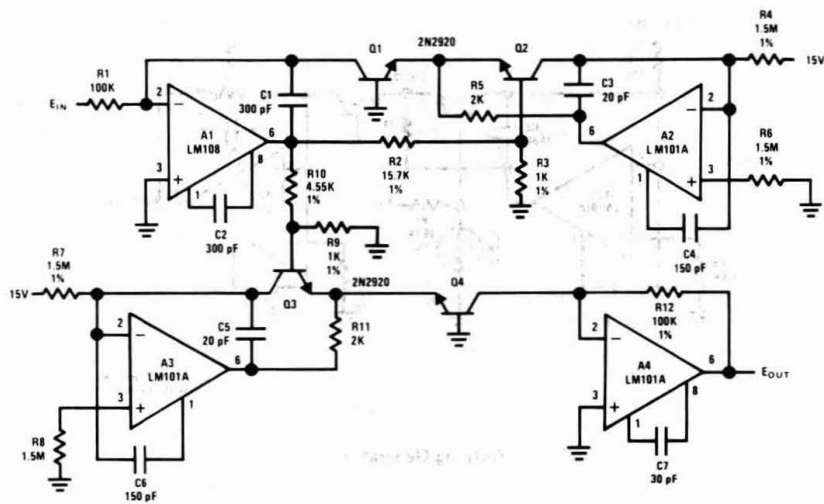 R1
100K
E_IN
2
3
A1
LM108
6
8
1
C2
300 pF
C1
300 pF
Q1
2N2920
Q2
R5
2K
C3
20 pF
R4
1.5M
1%
15V
2
6
A2
LM101A
3
1
R6
1.5M
1%
C4
150 pF
R2
15.7K
1%
R3
1K
1%
R10
4.55K
1%
R9
1K
1%
R7
1.5M
1%
15V
Q3
2N2920
Q4
C5
20 pF
R11
2K
2
3
A3
LM101A
6
1
R8
1.5M
C6
150 pF
R12
100K
1%
2
3
A4
LM101A
6
8
1
E_OUT
C7
30 pF